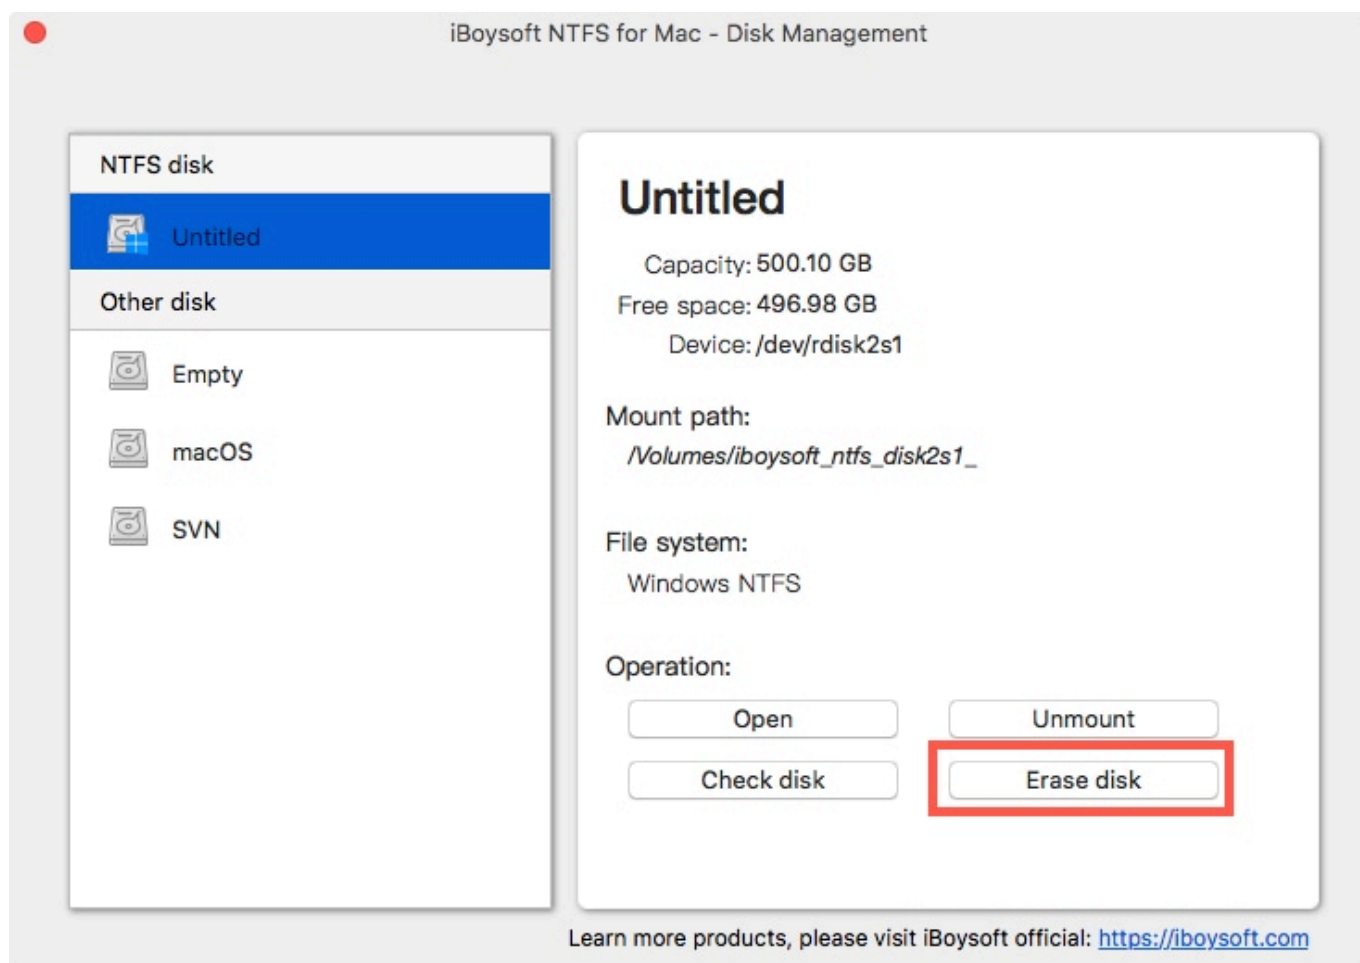 iBoysoft NTFS for Mac - Disk Management
NTFS disk
Untitled
Other disk
Empty
macOS
SVN
Untitled
Capacity: 500.10 GB
Free space: 496.98 GB
Device: /dev/rdisk2s1
Mount path:
/Volumes/iboysoft_ntfs_disk2s1_
File system:
Windows NTFS
Operation:
Open Unmount
Check disk Erase disk
Learn more products, please visit iBoysoft official: https://iboysoft.com